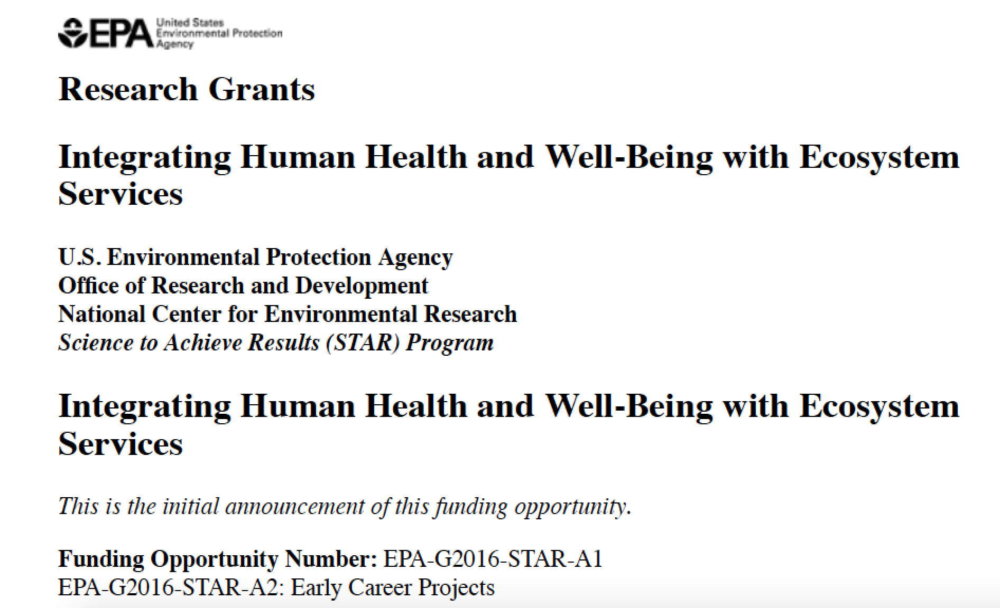 EPA
United States
Environmental Protection
Agency
Research Grants
Integrating Human Health and Well-Being with Ecosystem
Services
U.S. Environmental Protection Agency
Office of Research and Development
National Center for Environmental Research
Science to Achieve Results (STAR) Program
Integrating Human Health and Well-Being with Ecosystem
Services
This is the initial announcement of this funding opportunity.
Funding Opportunity Number: EPA-G2016-STAR-A1
EPA-G2016-STAR-A2: Early Career Projects